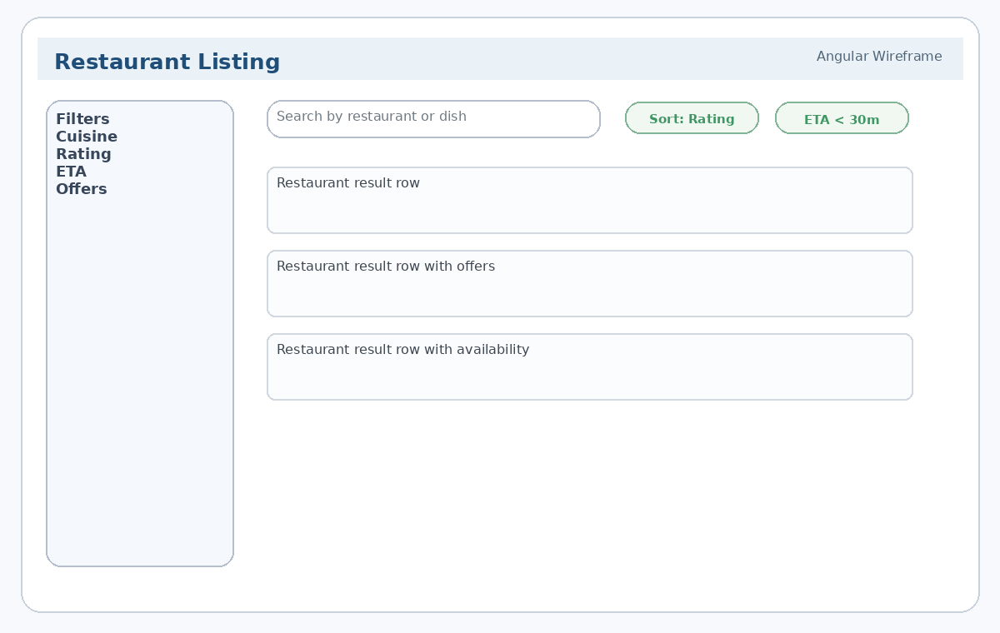 Restaurant Listing
Angular Wireframe
Filters
Cuisine
Rating
ETA
Offers
Search by restaurant or dish
Sort: Rating
ETA < 30m
Restaurant result row
Restaurant result row with offers
Restaurant result row with availability